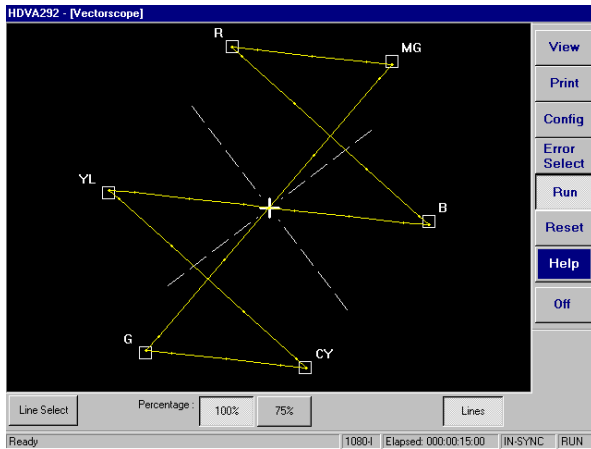 HDVA292 - [Vectorscope]
R
MG
YL
B
G
CY
View
Print
Config
Error
Select
Run
Reset
Help
Off
Line Select
Percentage :
100%
75%
Lines
Ready
1080-I
Elapsed: 000:00:15:00
IN-SYNC
RUN